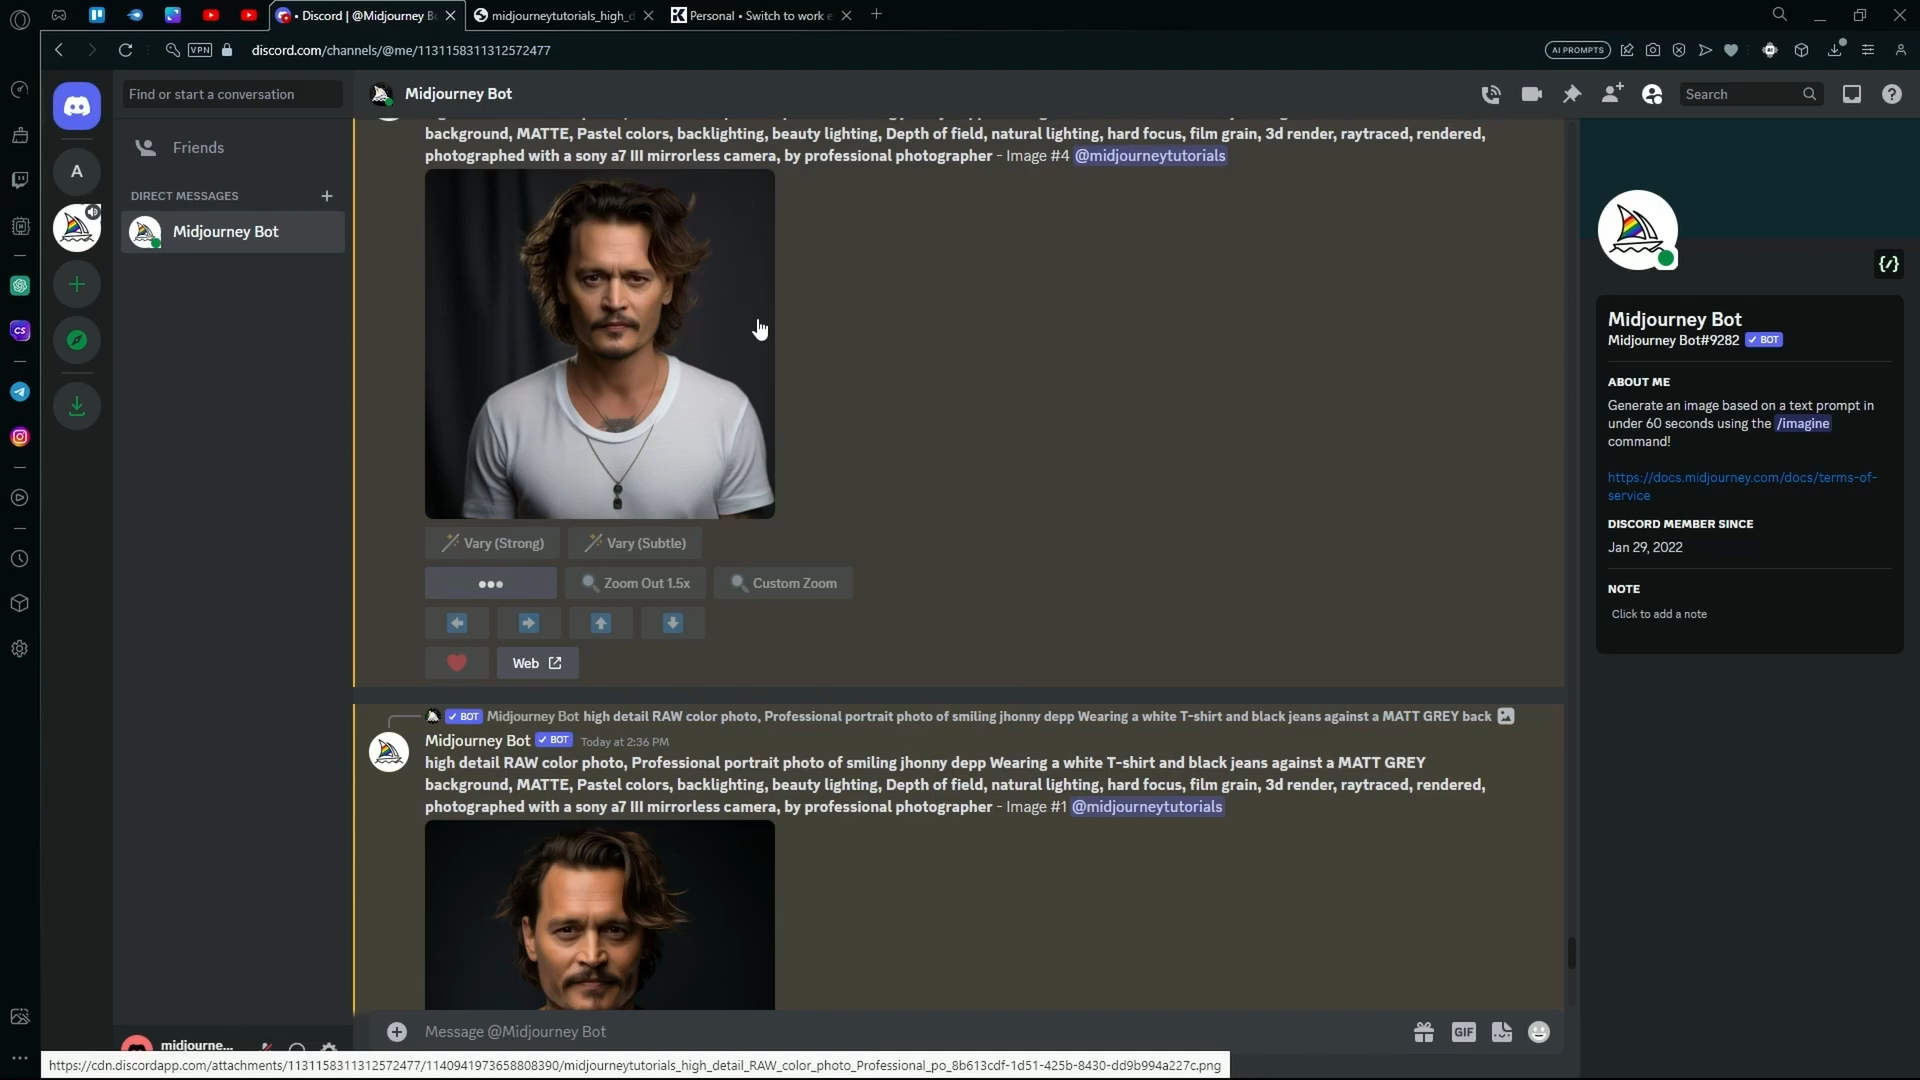 Discord | @Midjourney B
midjourneytutorials_high_d
Personal • Switch to work e
VPN
discord.com/channels/@me/1131158311312572477
AI PROMPTS
Find or start a conversation
Midjourney Bot
Search
Friends
DIRECT MESSAGES
Midjourney Bot
A
CS
background, MATTE, Pastel colors, backlighting, beauty lighting, Depth of field, natural lighting, hard focus, film grain, 3d render, raytraced, rendered,
photographed with a sony a7 III mirrorless camera, by professional photographer - Image #4 @midjourneytutorials
Vary (Strong)
Vary (Subtle)
Zoom Out 1.5x
Custom Zoom
Web
BOT Midjourney Bot high detail RAW color photo, Professional portrait photo of smiling jhonny depp Wearing a white T-shirt and black jeans against a MATT GREY back
Midjourney Bot BOT Today at 2:36 PM
high detail RAW color photo, Professional portrait photo of smiling jhonny depp Wearing a white T-shirt and black jeans against a MATT GREY
background, MATTE, Pastel colors, backlighting, beauty lighting, Depth of field, natural lighting, hard focus, film grain, 3d render, raytraced, rendered,
photographed with a sony a7 III mirrorless camera, by professional photographer - Image #1 @midjourneytutorials
Message @Midjourney Bot
GIF
midjourne...
https://cdn.discordapp.com/attachments/1131158311312572477/1140941973658808390/midjourneytutorials_high_detail_RAW_color_photo_Professional_po_8b613cdf-1d51-425b-8430-dd9b994a227c.png
Midjourney Bot
Midjourney Bot#9282 BOT
ABOUT ME
Generate an image based on a text prompt in
under 60 seconds using the /imagine
command!
https://docs.midjourney.com/docs/terms-of-
service
DISCORD MEMBER SINCE
Jan 29, 2022
NOTE
Click to add a note